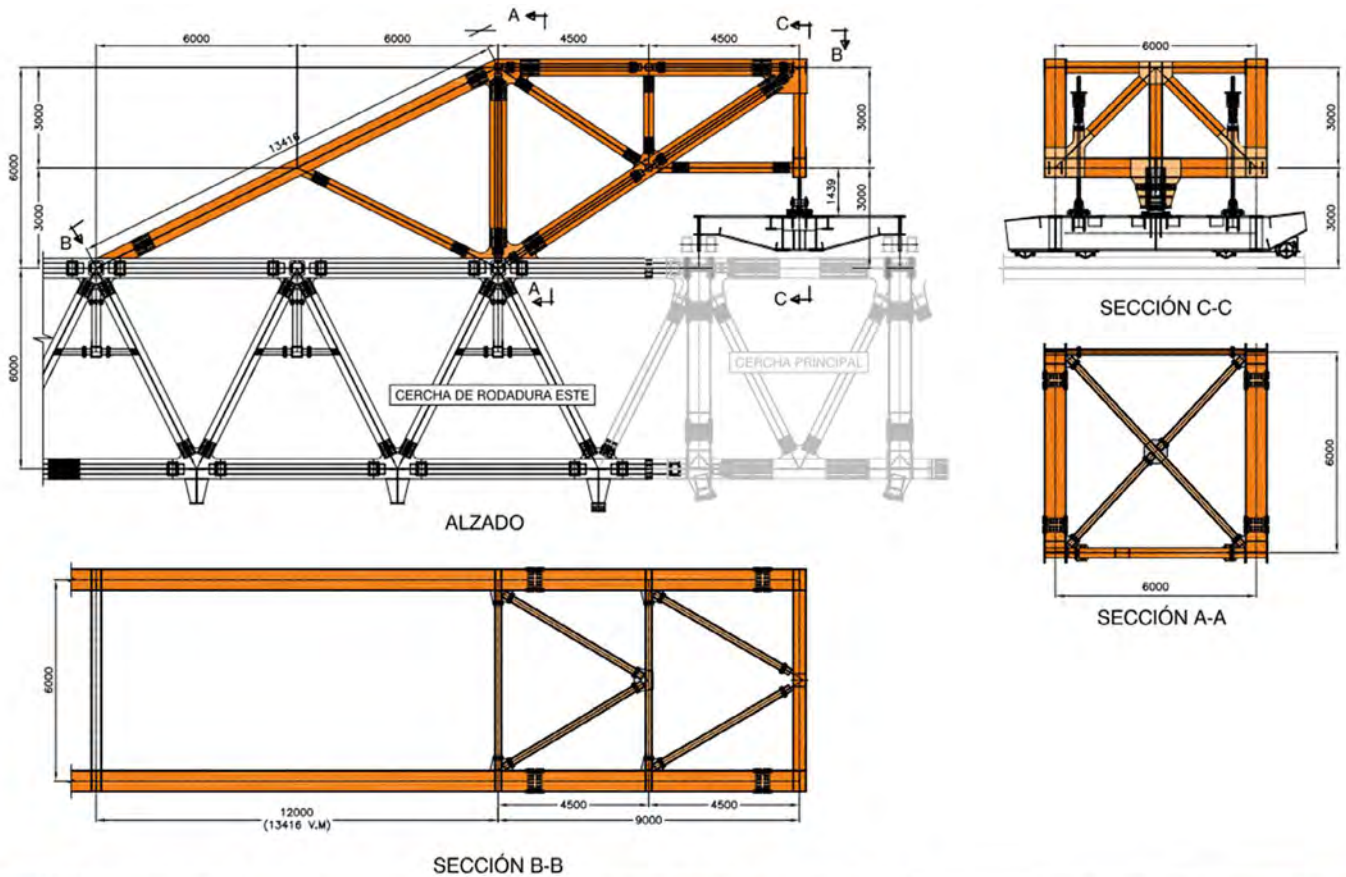 A
C
B
6000
6000
4500
4500
3000
3000
6000
6000
13416
3000
3000
1439
B
A
C
CERCHA PRINCIPAL
CERCHA DE RODADURA ESTE
ALZADO
6000
3000
3000
SECCIÓN C-C
6000
6000
SECCIÓN A-A
6000
4500
4500
12000
(13416 V.M)
9000
SECCIÓN B-B